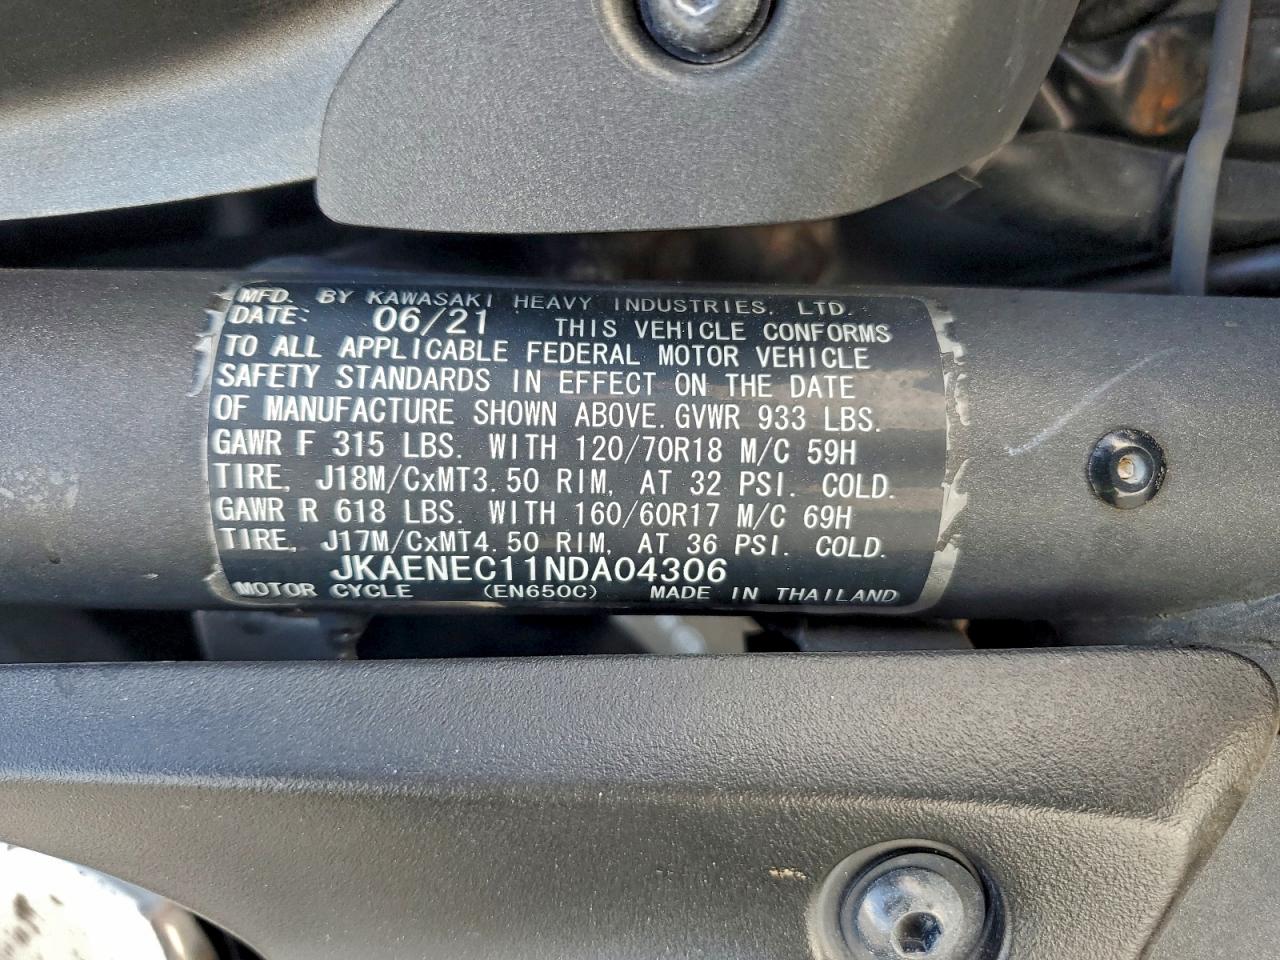 MFD. BY KAWASAKI HEAVY INDUSTRIES, LTD.
DATE: 06/21 THIS VEHICLE CONFORMS
TO ALL APPLICABLE FEDERAL MOTOR VEHICLE
SAFETY STANDARDS IN EFFECT ON THE DATE
OF MANUFACTURE SHOWN ABOVE. GVWR 933 LBS.
GAWR F 315 LBS. WITH 120/70R18 M/C 59H
TIRE, J18M/CxMT3.50 RIM, AT 32 PSI. COLD.
GAWR R 618 LBS. WITH 160/60R17 M/C 69H
TIRE, J17M/CxMT4.50 RIM, AT 36 PSI. COLD.
JKAENEC11NDA04306
MOTOR CYCLE (EN650C) MADE IN THAILAND